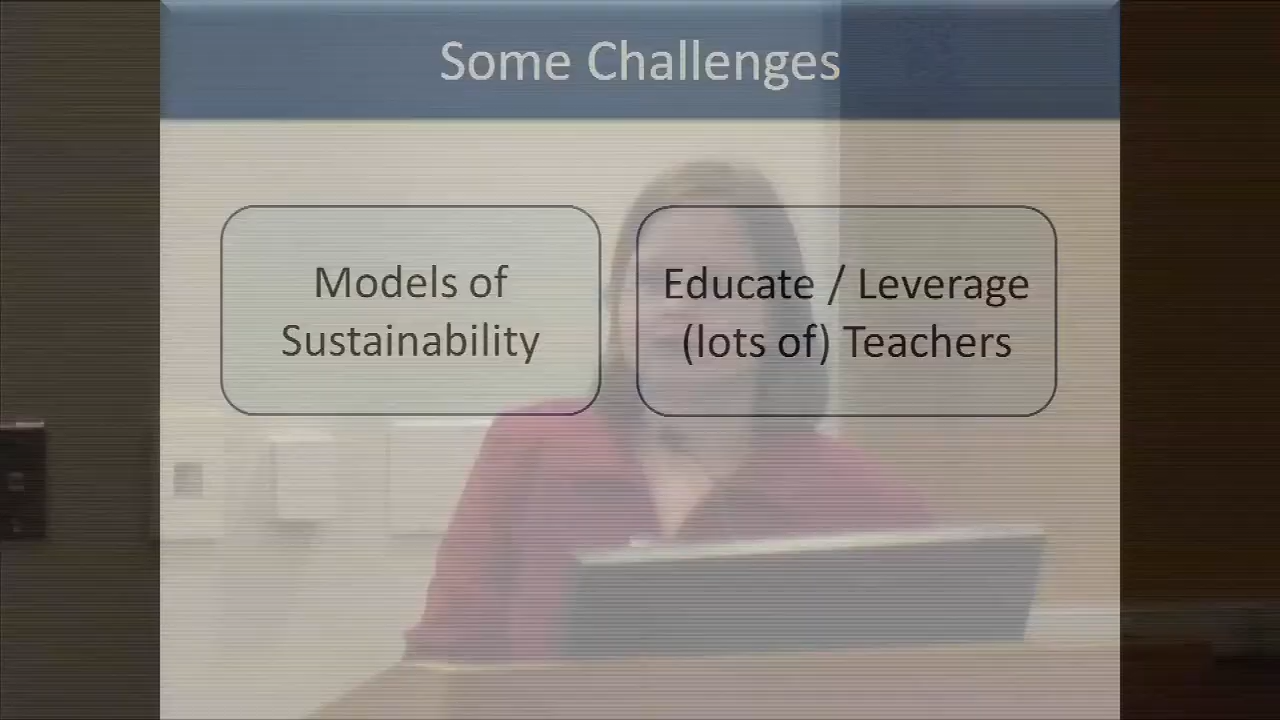 Some Challenges
Models of
Sustainability
Educate / Leverage
(lots of) Teachers